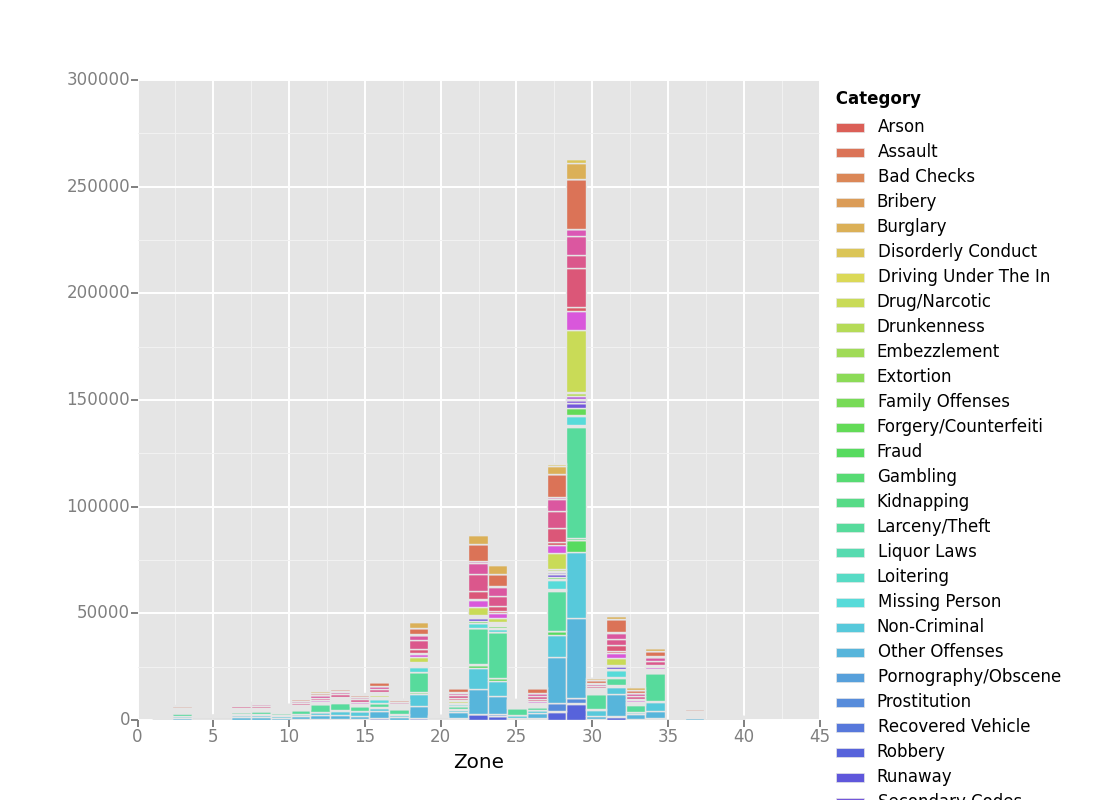 300000
250000
200000
150000
100000
50000
0
0 5 10 15 20 25 30 35 40 45
Zone
Category
Arson
Assault
Bad Checks
Bribery
Burglary
Disorderly Conduct
Driving Under The In
Drug/Narcotic
Drunkenness
Embezzlement
Extortion
Family Offenses
Forgery/Counterfeiti
Fraud
Gambling
Kidnapping
Larceny/Theft
Liquor Laws
Loitering
Missing Person
Non-Criminal
Other Offenses
Pornography/Obscene
Prostitution
Recovered Vehicle
Robbery
Runaway
Secondary Codes